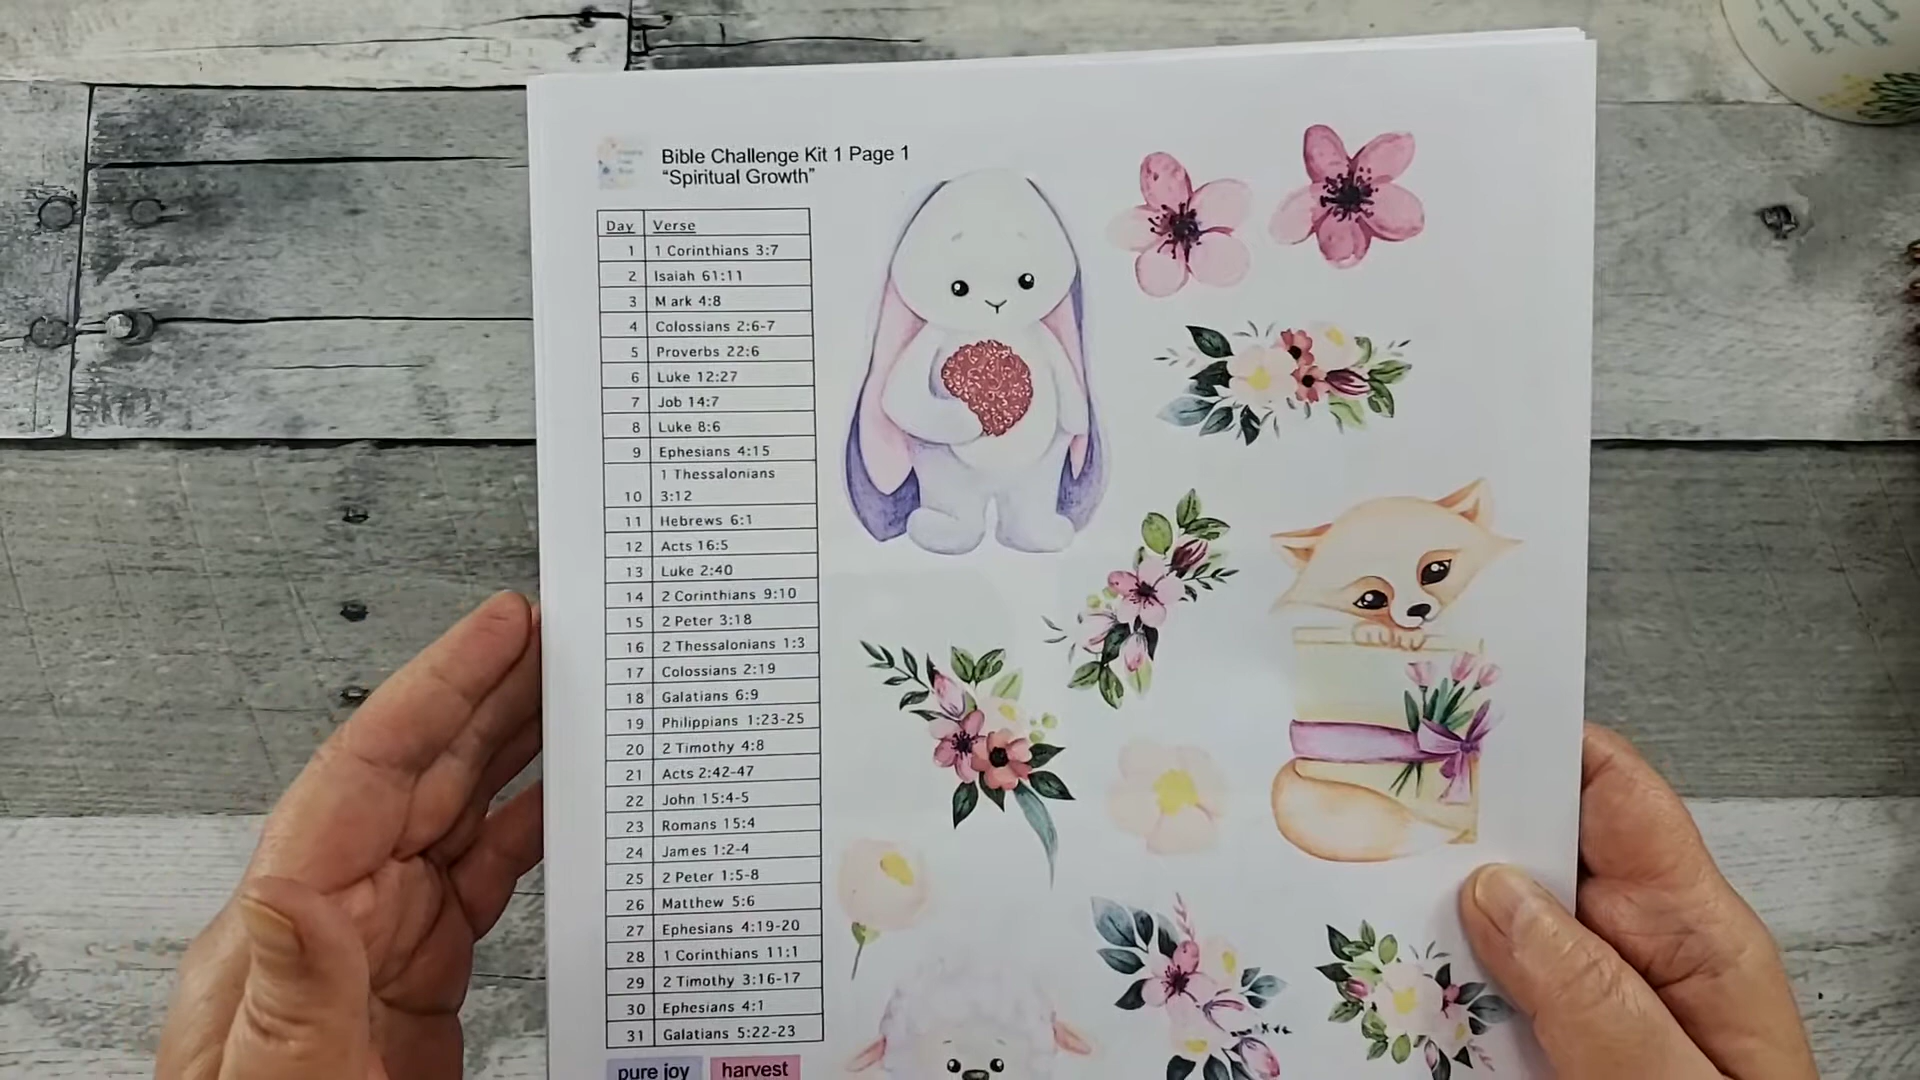 Bible Challenge Kit 1 Page 1
“Spiritual Growth”
Day Verse
1 1 Corinthians 3:7
2 Isaiah 61:11
3 Mark 4:8
4 Colossians 2:6-7
5 Proverbs 22:6
6 Luke 12:27
7 Job 14:7
8 Luke 8:6
9 Ephesians 4:15
1 Thessalonians
10 3:12
11 Hebrews 6:1
12 Acts 16:5
13 Luke 2:40
14 2 Corinthians 9:10
15 2 Peter 3:18
16 2 Thessalonians 1:3
17 Colossians 2:19
18 Galatians 6:9
19 Philippians 1:23-25
20 2 Timothy 4:8
21 Acts 2:42-47
22 John 15:4-5
23 Romans 15:4
24 James 1:2-4
25 2 Peter 1:5-8
26 Matthew 5:6
27 Ephesians 4:19-20
28 1 Corinthians 11:1
29 2 Timothy 3:16-17
30 Ephesians 4:1
31 Galatians 5:22-23
pure joy harvest